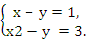 x − y = 1,
x2 − y = 3.